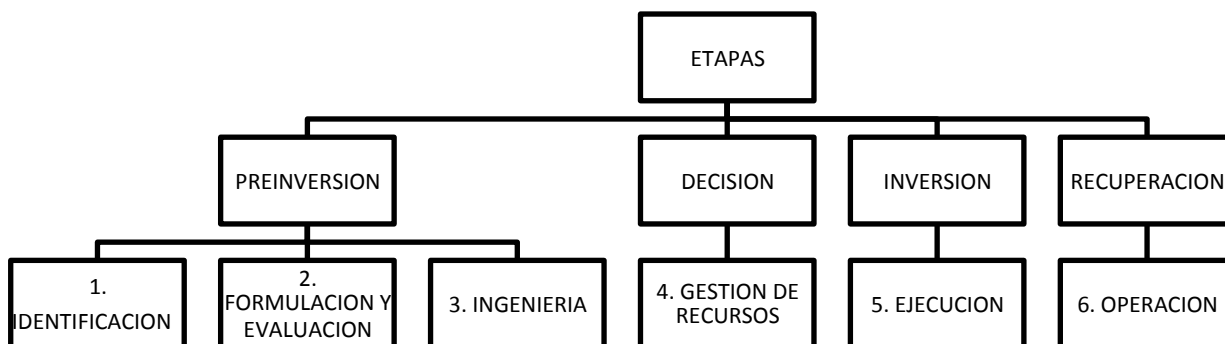 ETAPAS
PREINVERSION
DECISION
INVERSION
RECUPERACION
1.
IDENTIFICACION
2.
FORMULACION Y
EVALUACION
3. INGENIERIA
4. GESTION DE
RECURSOS
5. EJECUCION
6. OPERACION